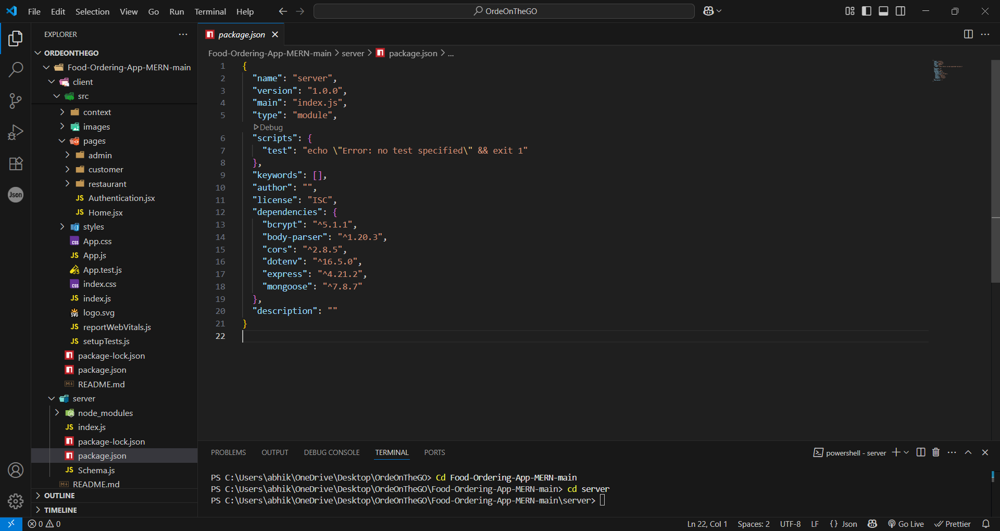 File Edit Selection View Go Run Terminal Help
OrdeOnTheGO
EXPLORER
ORDEONTHEGO
Food-Ordering-App-MERN-main
client
src
context
images
pages
admin
customer
restaurant
JS Authentication.jsx
JS Home.jsx
styles
css App.css
JS App.js
App.test.js
css index.css
JS index.js
SVG logo.svg
JS reportWebVitals.js
JS setupTests.js
package-lock.json
package.json
README.md
server
node_modules
JS index.js
package-lock.json
package.json
JS Schema.js
README.md
OUTLINE
TIMELINE
Json
package.json
Food-Ordering-App-MERN-main > server > package.json > ...
1 {
2 "name": "server",
3 "version": "1.0.0",
4 "main": "index.js",
5 "type": "module",
Debug
6 "scripts": {
7 "test": "echo \"Error: no test specified\" && exit 1"
8 },
9 "keywords": [],
10 "author": "",
11 "license": "ISC",
12 "dependencies": {
13 "bcrypt": "^5.1.1",
14 "body-parser": "^1.20.3",
15 "cors": "^2.8.5",
16 "dotenv": "^16.5.0",
17 "express": "^4.21.2",
18 "mongoose": "^7.8.7"
19 },
20 "description": ""
21 }
22
PROBLEMS OUTPUT DEBUG CONSOLE TERMINAL PORTS
powershell - server
PS C:\Users\abhik\OneDrive\Desktop\OrdeOnTheGO> Cd Food-Ordering-App-MERN-main
PS C:\Users\abhik\OneDrive\Desktop\OrdeOnTheGO\Food-Ordering-App-MERN-main> cd server
PS C:\Users\abhik\OneDrive\Desktop\OrdeOnTheGO\Food-Ordering-App-MERN-main\server>
0 0
Ln 22, Col 1 Spaces: 2 UTF-8 LF {} Json Go Live Prettier